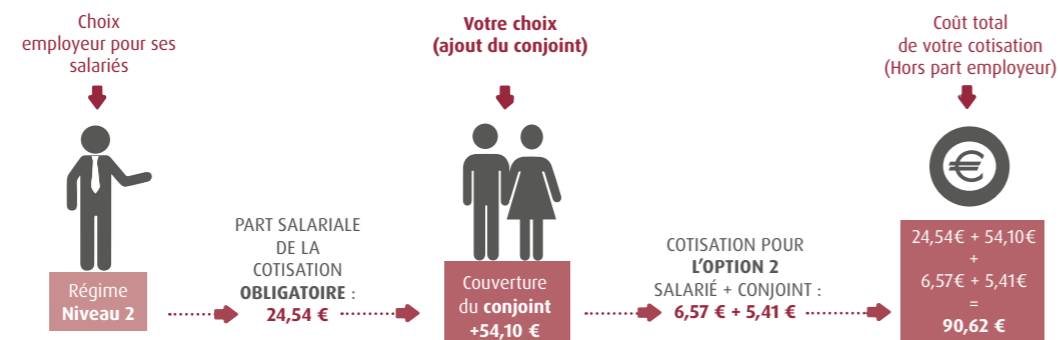 Choix
employeur pour ses
salariés
Votre choix
(ajout du conjoint)
Coût total
de votre cotisation
(Hors part employeur)
€
PART SALARIALE
DE LA
COTISATION
OBLIGATOIRE :
24,54 €
COTISATION POUR
L'OPTION 2
SALARIÉ + CONJOINT :
6,57 € + 5,41 €
Régime
Niveau 2
Couverture
du conjoint
+54,10 €
24,54€ + 54,10€
+
6,57€ + 5,41€
=
90,62 €